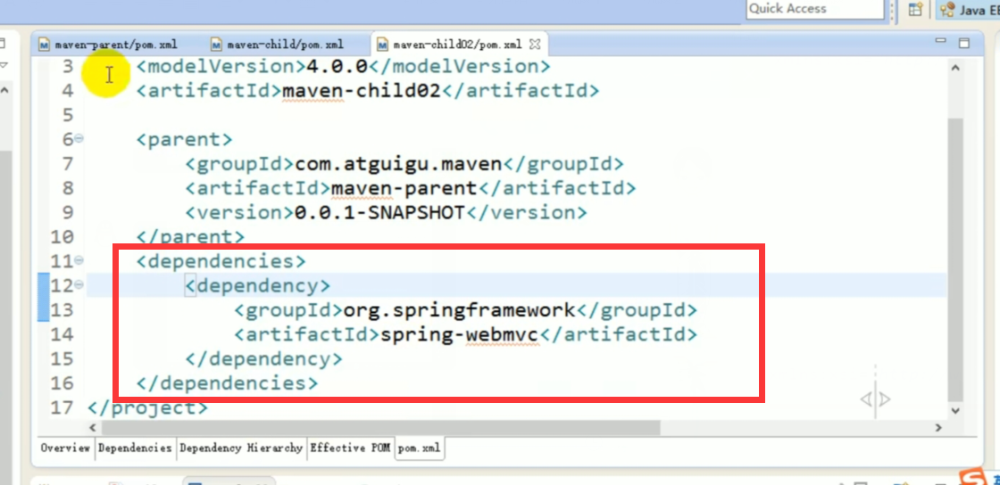 Quick Access
Java EE
maven-parent/pom.xml
maven-child/pom.xml
maven-child02/pom.xml
3 <modelVersion>4.0.0</modelVersion>
4 <artifactId>maven-child02</artifactId>
5
6 <parent>
7 <groupId>com.atguigu.maven</groupId>
8 <artifactId>maven-parent</artifactId>
9 <version>0.0.1-SNAPSHOT</version>
10 </parent>
11 <dependencies>
12 <dependency>
13 <groupId>org.springframework</groupId>
14 <artifactId>spring-webmvc</artifactId>
15 </dependency>
16 </dependencies>
17 </project>
Overview Dependencies Dependency Hierarchy Effective POM pom.xml
S